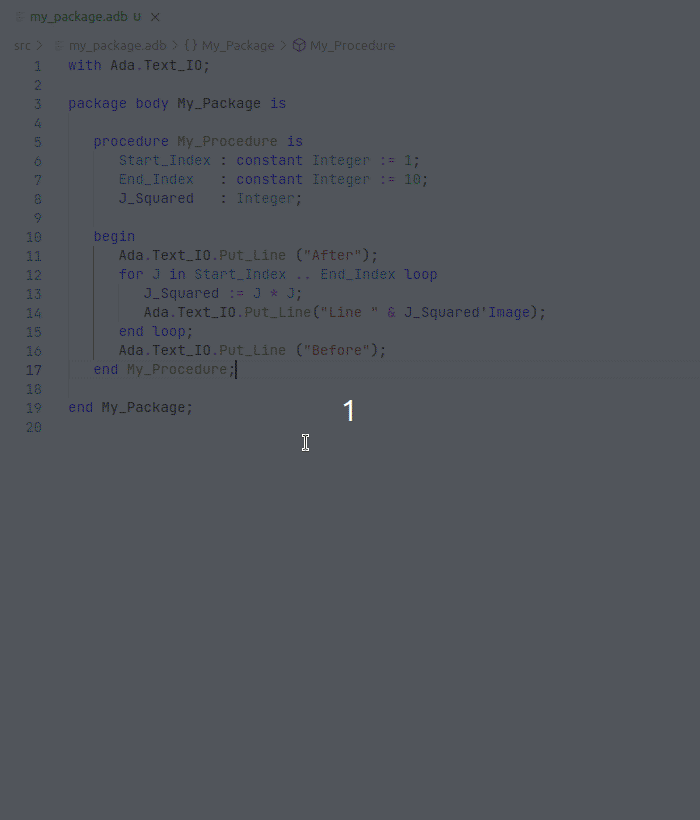 my_package.adb U
src > my_package.adb > {} My_Package > My_Procedure
1 with Ada.Text_IO;
2
3 package body My_Package is
4
5 procedure My_Procedure is
6 Start_Index : constant Integer := 1;
7 End_Index : constant Integer := 10;
8 J_Squared : Integer;
9
10 begin
11 Ada.Text_IO.Put_Line ("After");
12 for J in Start_Index .. End_Index loop
13 J_Squared := J * J;
14 Ada.Text_IO.Put_Line("Line " & J_Squared'Image);
15 end loop;
16 Ada.Text_IO.Put_Line ("Before");
17 end My_Procedure;
18
19 end My_Package;
1
20